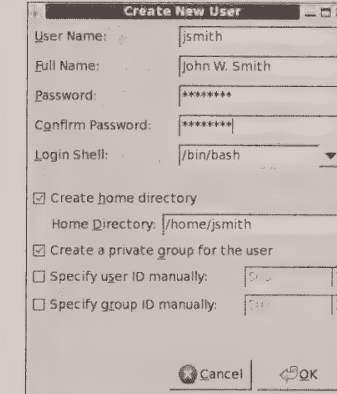 Create New User
User Name: jsmith
Full Name: John W. Smith
Password: ********
Confirm Password: ********
Login Shell: /bin/bash
Create home directory
Home Directory: /home/jsmith
Create a private group for the user
Specify user ID manually:
Specify group ID manually:
Cancel OK